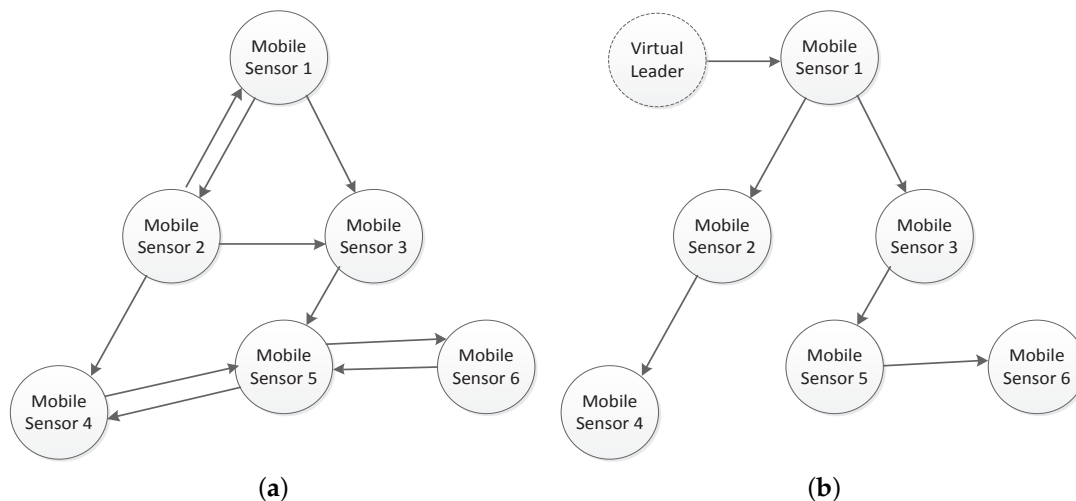 Mobile
Sensor 1
Mobile
Sensor 2
Mobile
Sensor 3
Mobile
Sensor 4
Mobile
Sensor 5
Mobile
Sensor 6
(a)
Virtual
Leader
Mobile
Sensor 1
Mobile
Sensor 2
Mobile
Sensor 3
Mobile
Sensor 4
Mobile
Sensor 5
Mobile
Sensor 6
(b)